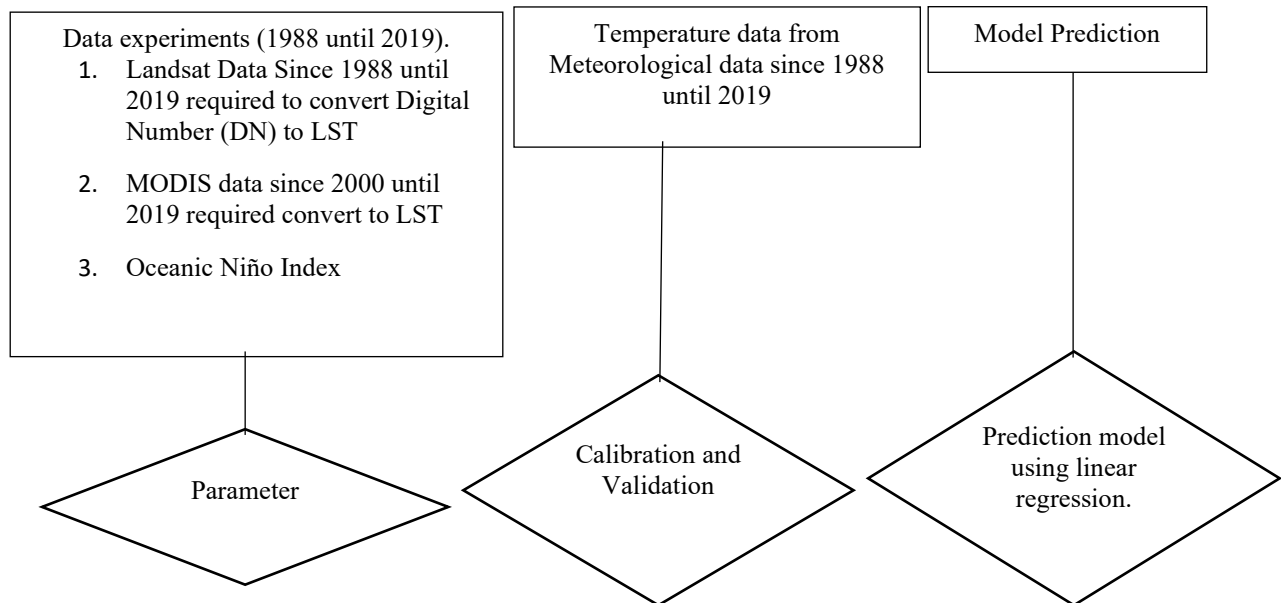 Data experiments (1988 until 2019).
1. Landsat Data Since 1988 until
2019 required to convert Digital
Number (DN) to LST
2. MODIS data since 2000 until
2019 required convert to LST
3. Oceanic Niño Index
Parameter
Temperature data from
Meteorological data since 1988
until 2019
Calibration and
Validation
Model Prediction
Prediction model
using linear
regression.